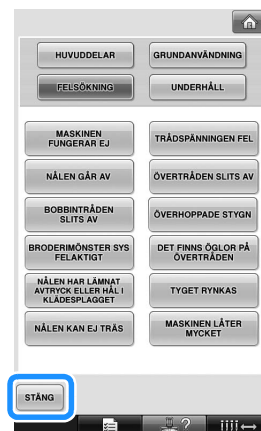 HUVUDDELAR
GRUNDANVÄNDNING
FELSÖKNING
UNDERHÅLL
MASKINEN
FUNGERAR EJ
TRÅDSPÄNNINGEN FEL
NÅLEN GÅR AV
ÖVERTRÅDEN SLITS AV
BOBBINTRÅDEN
SLITS AV
ÖVERHOPPADE STYGN
BRODERIMÖNSTER SYS
FELAKTIGT
DET FINNS ÖGLOR PÅ
ÖVERTRÅDEN
NÅLEN HAR LÄMNAT
AVTRYCK ELLER HÅL I
KLÄDESPLAGGET
TYGET RYNKAS
NÅLEN KAN EJ TRÄS
MASKINEN LÅTER
MYCKET
STÄNG
?